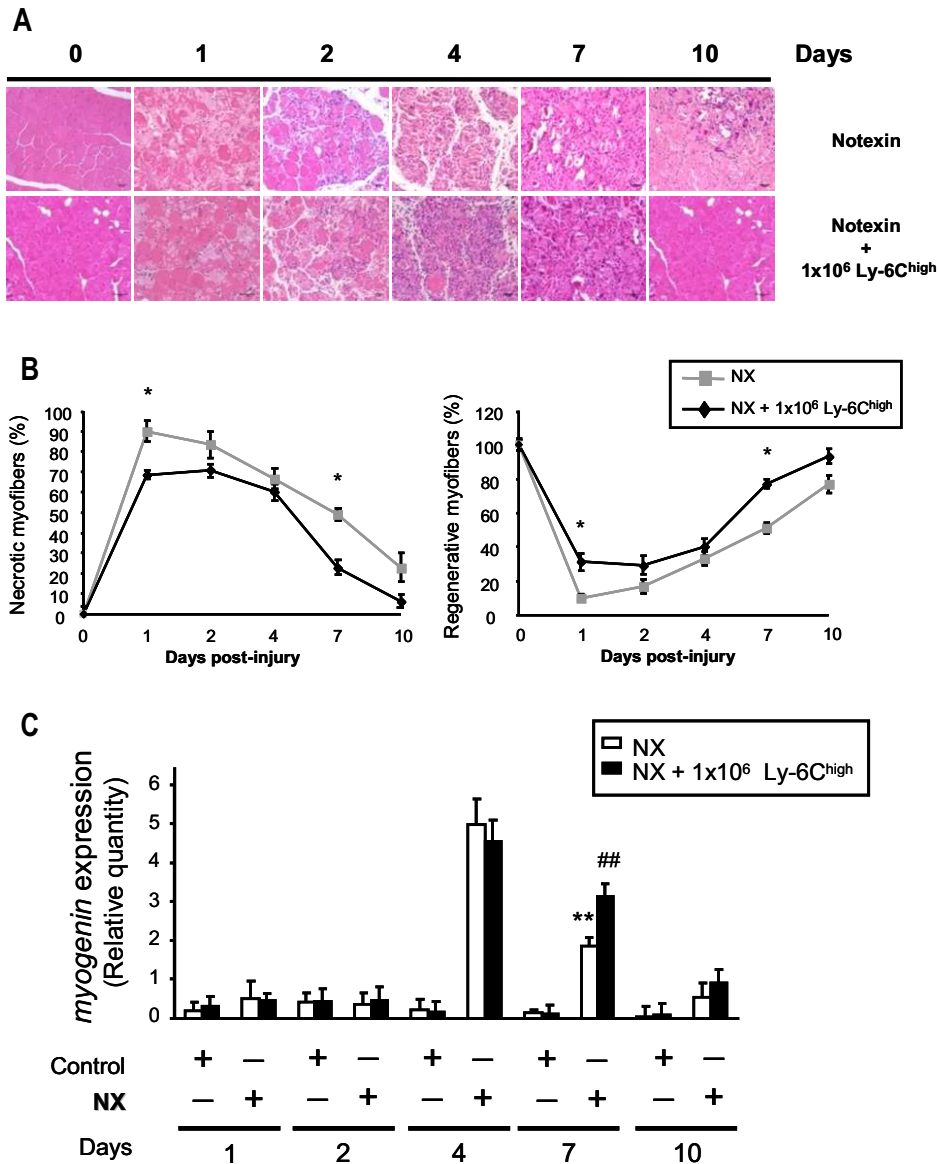 A
0 1 2 4 7 10 Days
Notexin
Notexin
+
1x10⁶ Ly-6Chigh
B
NX
NX + 1x10⁶ Ly-6Chigh
*
*
Necrotic myofibers (%)
100
90
80
70
60
50
40
30
20
10
0
0 1 2 4 7 10
Days post-injury
*
*
Regenerative myofibers (%)
120
100
80
60
40
20
0
0 1 2 4 7 10
Days post-injury
C
NX
NX + 1x10⁶ Ly-6Chigh
myogenin expression
(Relative quantity)
6
5
4
3
2
1
0
##
**
Control + – + – + – + – + –
NX – + – + – + – + – +
Days 1 2 4 7 10